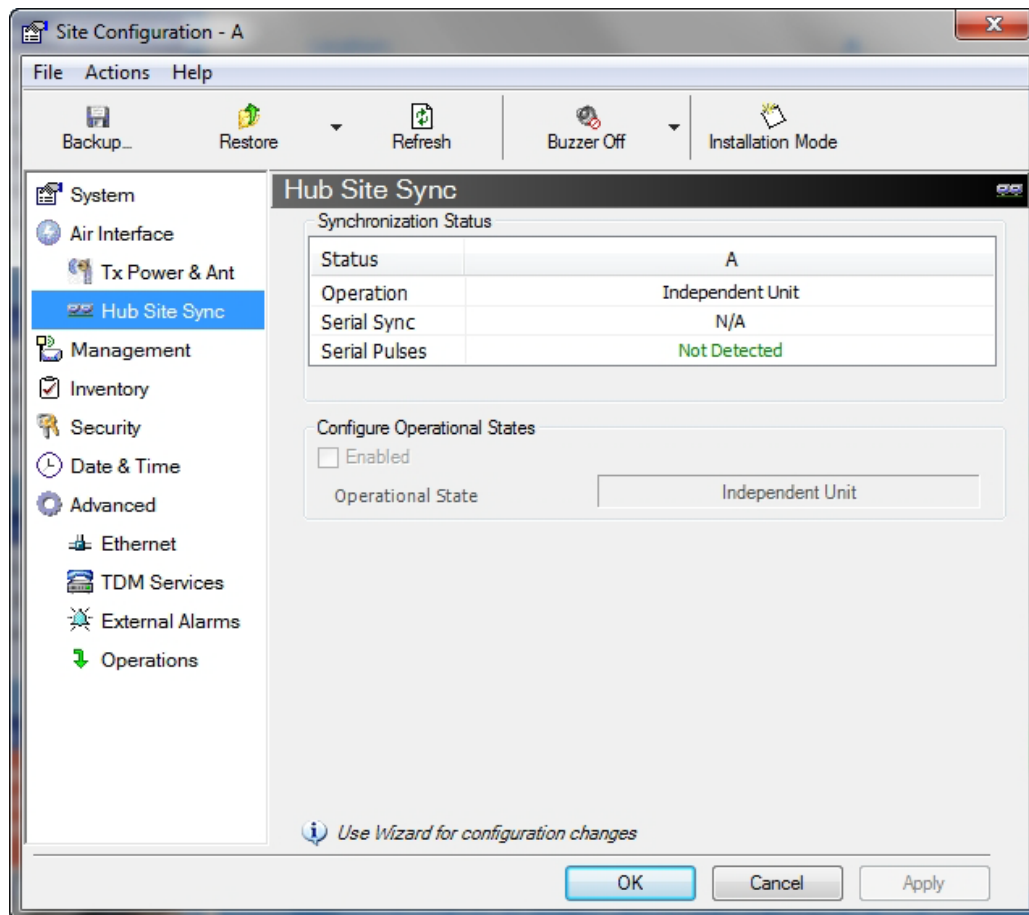 Site Configuration - A
File Actions Help
Backup... Restore Refresh Buzzer Off Installation Mode
System
Air Interface
Tx Power & Ant
Hub Site Sync
Management
Inventory
Security
Date & Time
Advanced
Ethernet
TDM Services
External Alarms
Operations
Hub Site Sync
Synchronization Status
Status A
Operation Independent Unit
Serial Sync N/A
Serial Pulses Not Detected
Configure Operational States
Enabled
Operational State Independent Unit
Use Wizard for configuration changes
OK Cancel Apply